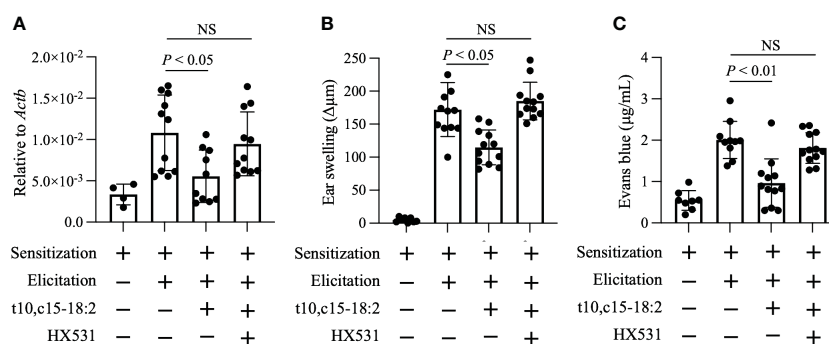 A
NS
P < 0.05
2.0×10⁻²
1.5×10⁻²
1.0×10⁻²
5.0×10⁻³
0.0
Relative to Actb
Sensitization + + + +
Elicitation − + + +
t10,c15-18:2 − − + +
HX531 − − − +
B
NS
P < 0.05
250
200
150
100
50
0
Ear swelling (Δμm)
Sensitization + + + +
Elicitation − + + +
t10,c15-18:2 − − + +
HX531 − − − +
C
NS
P < 0.01
4
3
2
1
0
Evans blue (μg/mL)
Sensitization + + + +
Elicitation − + + +
t10,c15-18:2 − − + +
HX531 − − − +